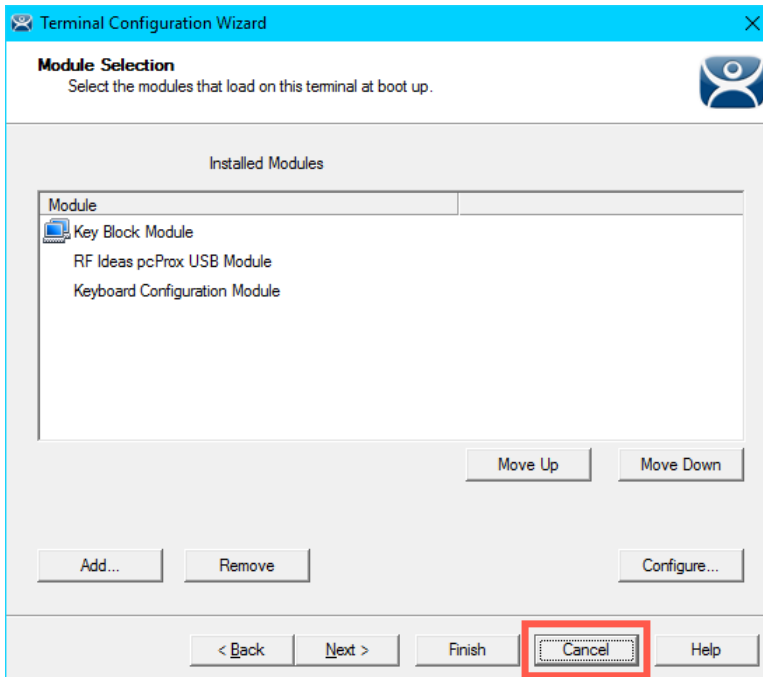 Terminal Configuration Wizard
Module Selection
Select the modules that load on this terminal at boot up.
Installed Modules
Module
Key Block Module
RF Ideas pcProx USB Module
Keyboard Configuration Module
Move Up Move Down
Add... Remove Configure...
< Back Next > Finish Cancel Help